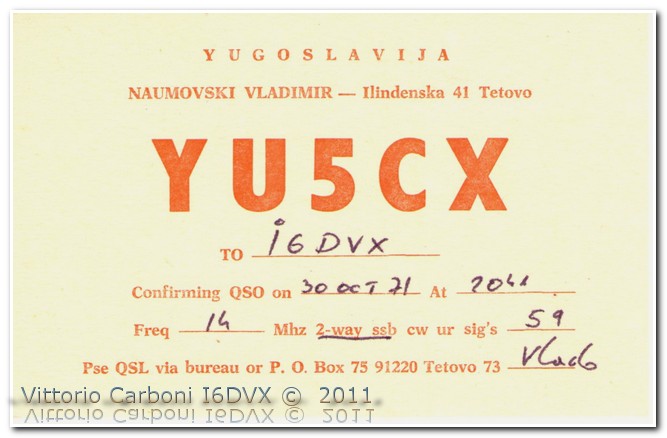 YUGOSLAVIJA
NAUMOVSKI VLADIMIR — Ilindenska 41 Tetovo
YU5CX
TO I6DVX
Confirming QSO on 30 OCT 71 At 2041
Freq 14 Mhz 2-way ssb cw ur sig's 59
Pse QSL via bureau or P. O. Box 75 91220 Tetovo 73 Vlado
Vittorio Carboni I6DVX © 2011.